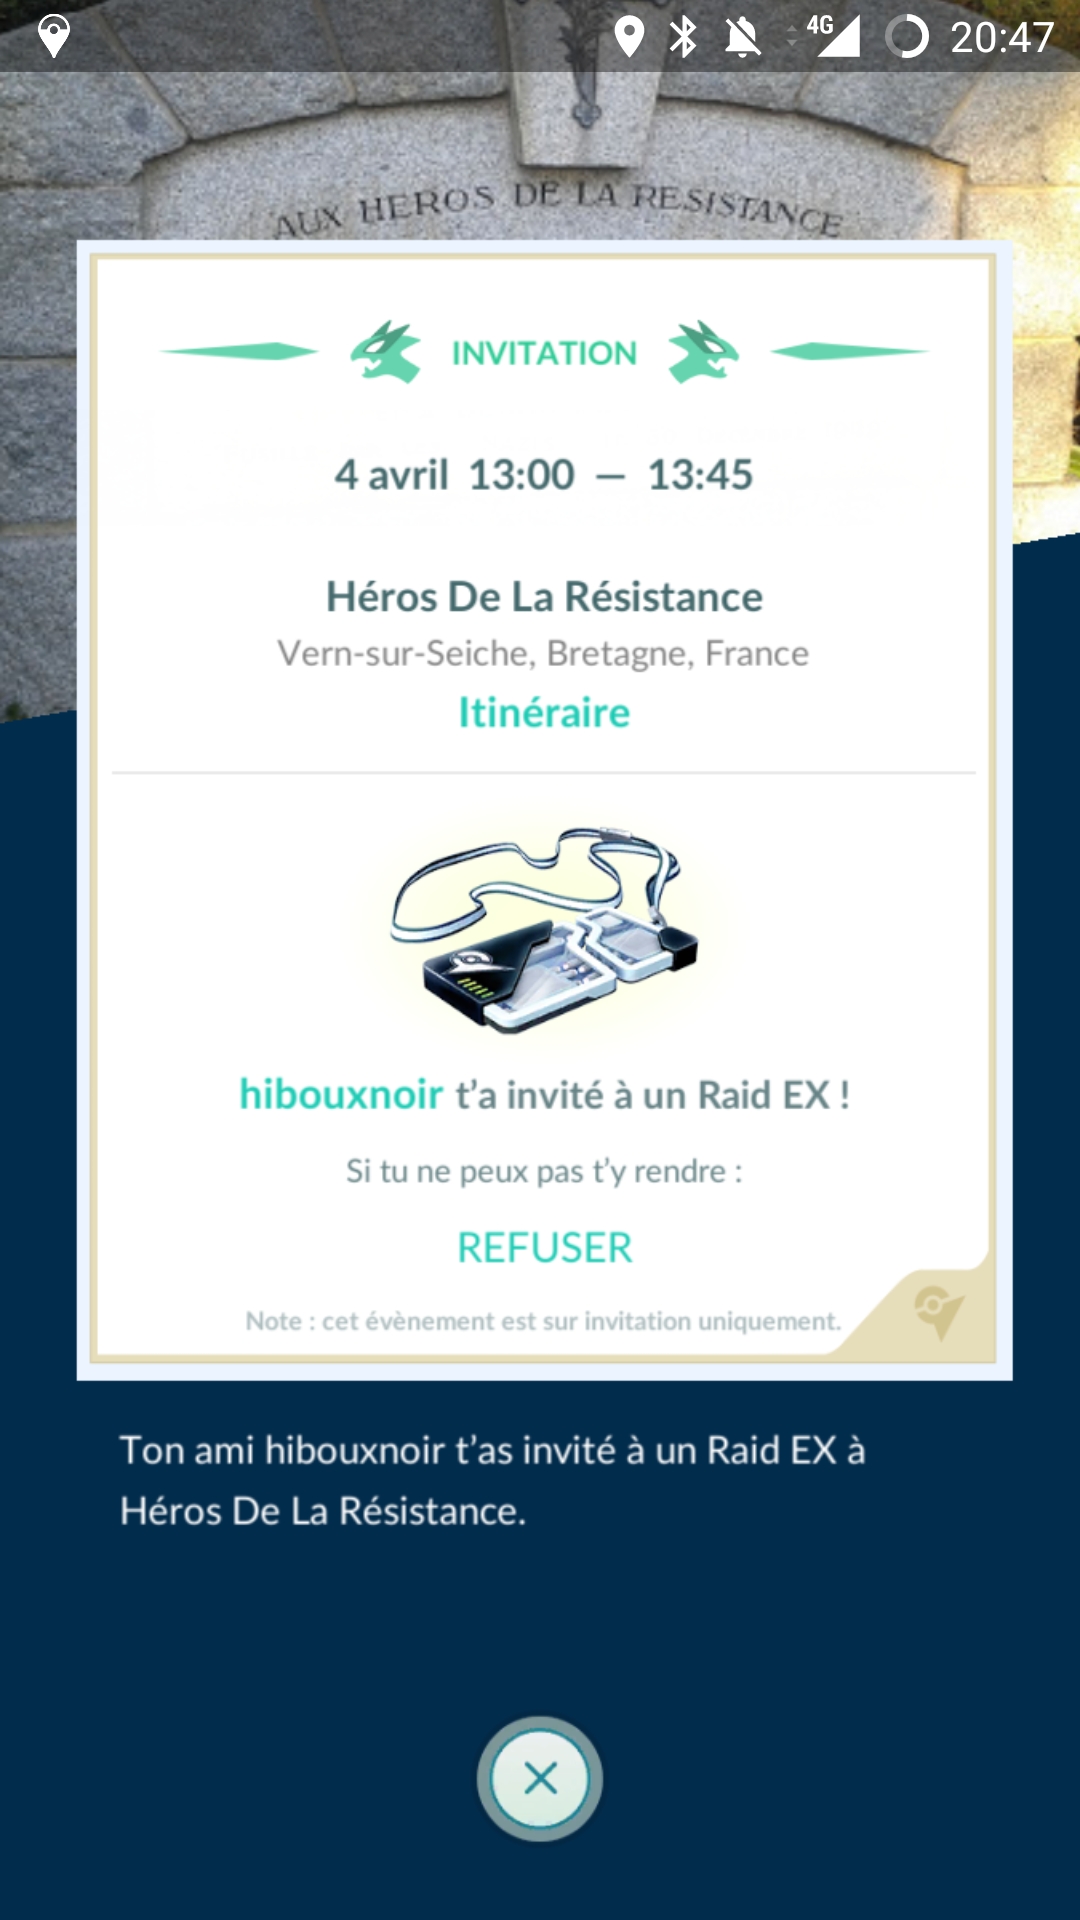 4G 20:47
AUX HEROS DE LA RESISTANCE
INVITATION
4 avril 13:00 — 13:45
Héros De La Résistance
Vern-sur-Seiche, Bretagne, France
Itinéraire
hibouxnoir t’a invité à un Raid EX !
Si tu ne peux pas t’y rendre :
REFUSER
Note : cet évènement est sur invitation uniquement.
Ton ami hibouxnoir t’as invité à un Raid EX à
Héros De La Résistance.